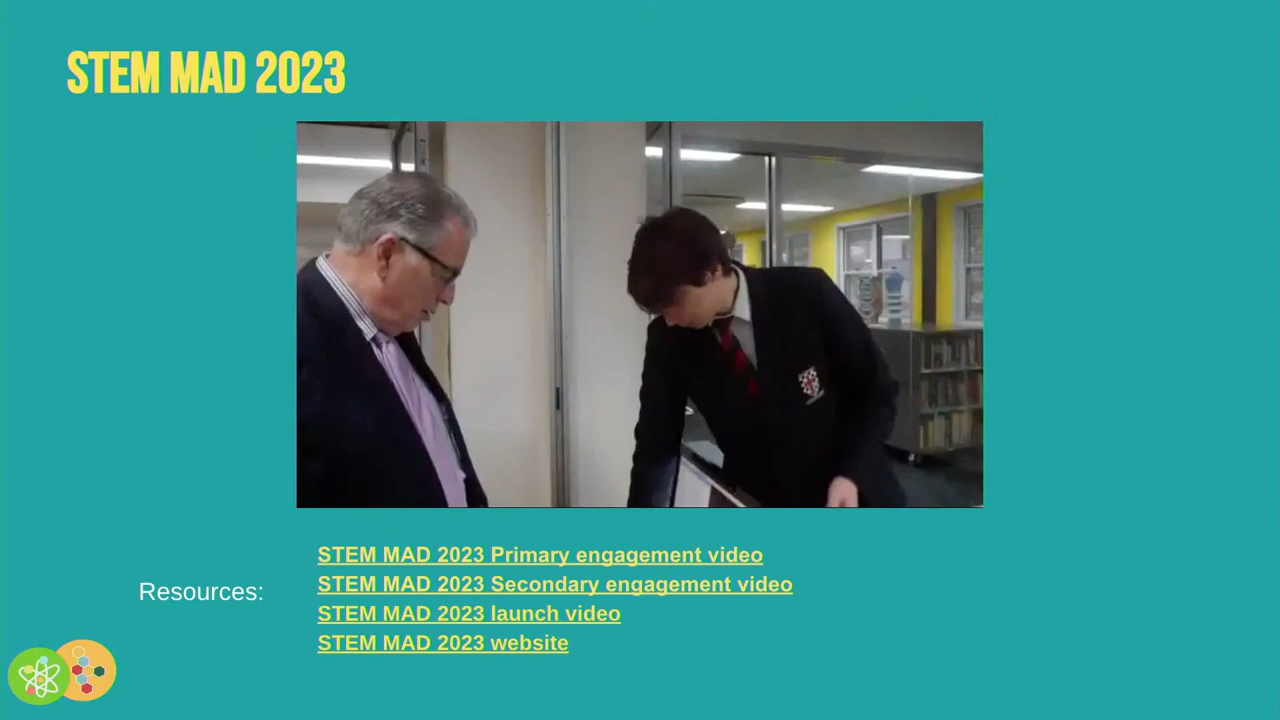 STEM MAD 2023
STEM MAD 2023 Primary engagement video
STEM MAD 2023 Secondary engagement video
Resources:
STEM MAD 2023 launch video
STEM MAD 2023 website